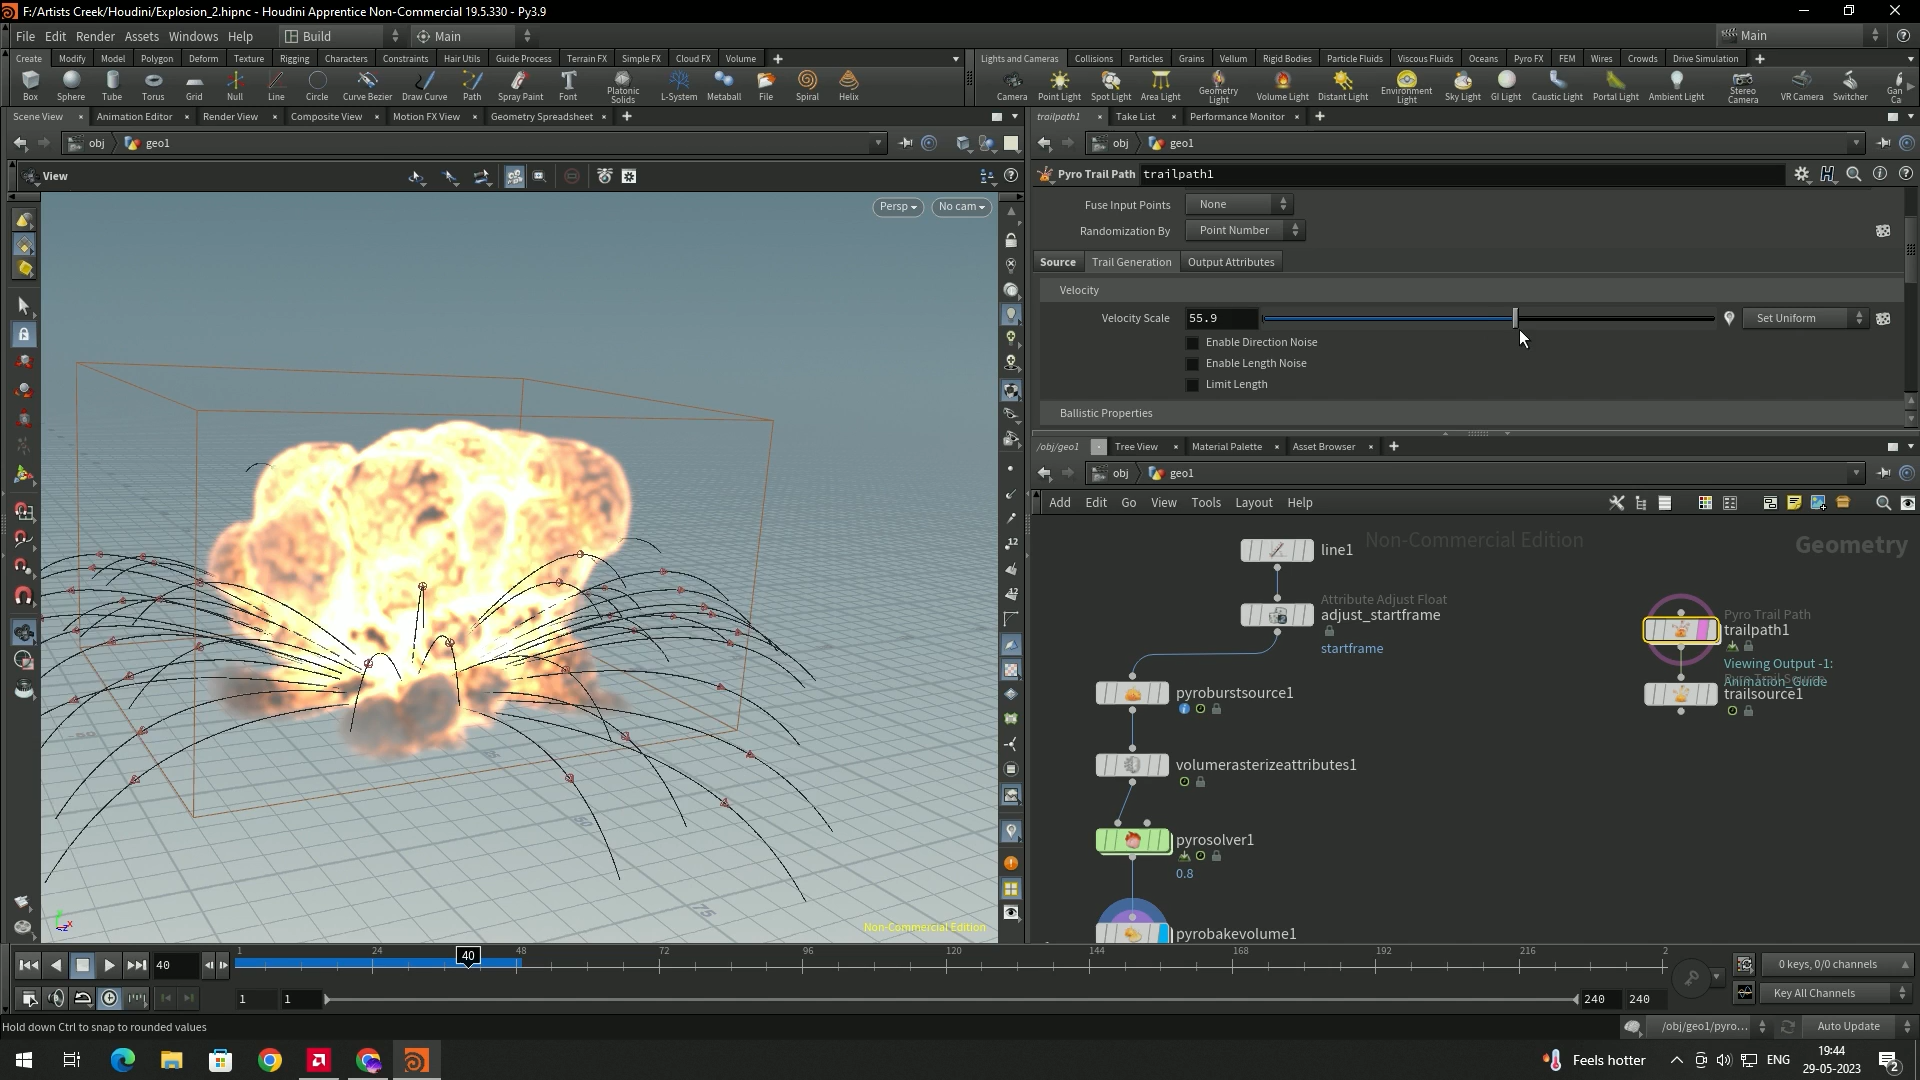 F:/Artists Creek/Houdini/Explosion_2.hipnc - Houdini Apprentice Non-Commercial 19.5.330 - Py3.9
File Edit Render Assets Windows Help Build Main Main
Create Modify Model Polygon Deform Texture Rigging Characters Constraints Hair Utils Guide Process Terrain FX Simple FX Cloud FX Volume
Lights and Cameras Collisions Particles Grains Vellum Rigid Bodies Particle Fluids Viscous Fluids Oceans Pyro FX FEM Wires Crowds Drive Simulation
Box Sphere Tube Torus Grid Null Line Circle Curve Bezier Draw Curve Path Spray Paint Font Platonic Solids L-System Metaball File Spiral Helix
Camera Point Light Spot Light Area Light Geometry Light Volume Light Distant Light Environment Light Sky Light GI Light Caustic Light Portal Light Ambient Light Stereo Camera VR Camera Switcher Gan Ca
Scene View Animation Editor Render View Composite View Motion FX View Geometry Spreadsheet
trailpath1 Take List Performance Monitor
obj geo1
obj geo1
View
Pyro Trail Path trailpath1
Persp No cam
Fuse Input Points None
Randomization By Point Number
Source Trail Generation Output Attributes
Velocity
Velocity Scale 55.9 Set Uniform
Enable Direction Noise
Enable Length Noise
Limit Length
Ballistic Properties
/obj/geo1 Tree View Material Palette Asset Browser
obj geo1
Add Edit Go View Tools Layout Help
Non-Commercial Edition
Geometry
line1
Attribute Adjust Float
adjust_startframe
startframe
Pyro Trail Path
trailpath1
Viewing Output -1:
Animation_Guide
trailsource1
pyroburstsource1
volumerasterizeattributes1
pyrosolver1
0.8
pyrobakevolume1
75
Non-Commercial Edition
40 1 24 40 48 72 96 120 144 168 192 216 2
0 keys, 0/0 channels
1 1 240 240
Key All Channels
Hold down Ctrl to snap to rounded values
/obj/geo1/pyro... Auto Update
Feels hotter ENG 19:44
29-05-2023
2